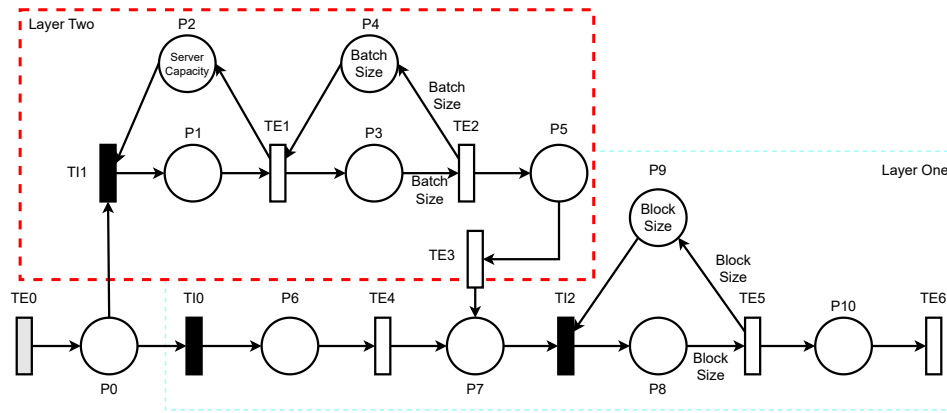 Layer Two
P2
P4
Server
Capacity
Batch
Size
Batch
Size
TE1
TE2
P1
P3
P5
TI1
Batch
Size
Layer One
P9
Block
Size
TE3
Block
Size
TE0
TI0
P6
TE4
TI2
TE5
P10
TE6
Block
Size
P0
P7
P8